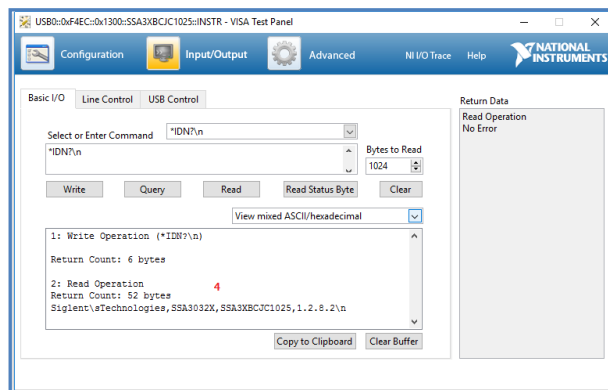 USB0::0xF4EC::0x1300::SSA3XBCJC1025::INSTR - VISA Test Panel
Configuration Input/Output Advanced NI I/O Trace Help NATIONAL INSTRUMENTS
Basic I/O Line Control USB Control
Return Data
Read Operation
No Error
Select or Enter Command *IDN?\n
*IDN?\n
Bytes to Read
1024
Write Query Read Read Status Byte Clear
View mixed ASCII/hexadecimal
1: Write Operation (*IDN?\n)
Return Count: 6 bytes
2: Read Operation
4
Return Count: 52 bytes
Siglent\sTechnologies,SSA3032X,SSA3XBCJC1025,1.2.8.2\n
Copy to Clipboard Clear Buffer